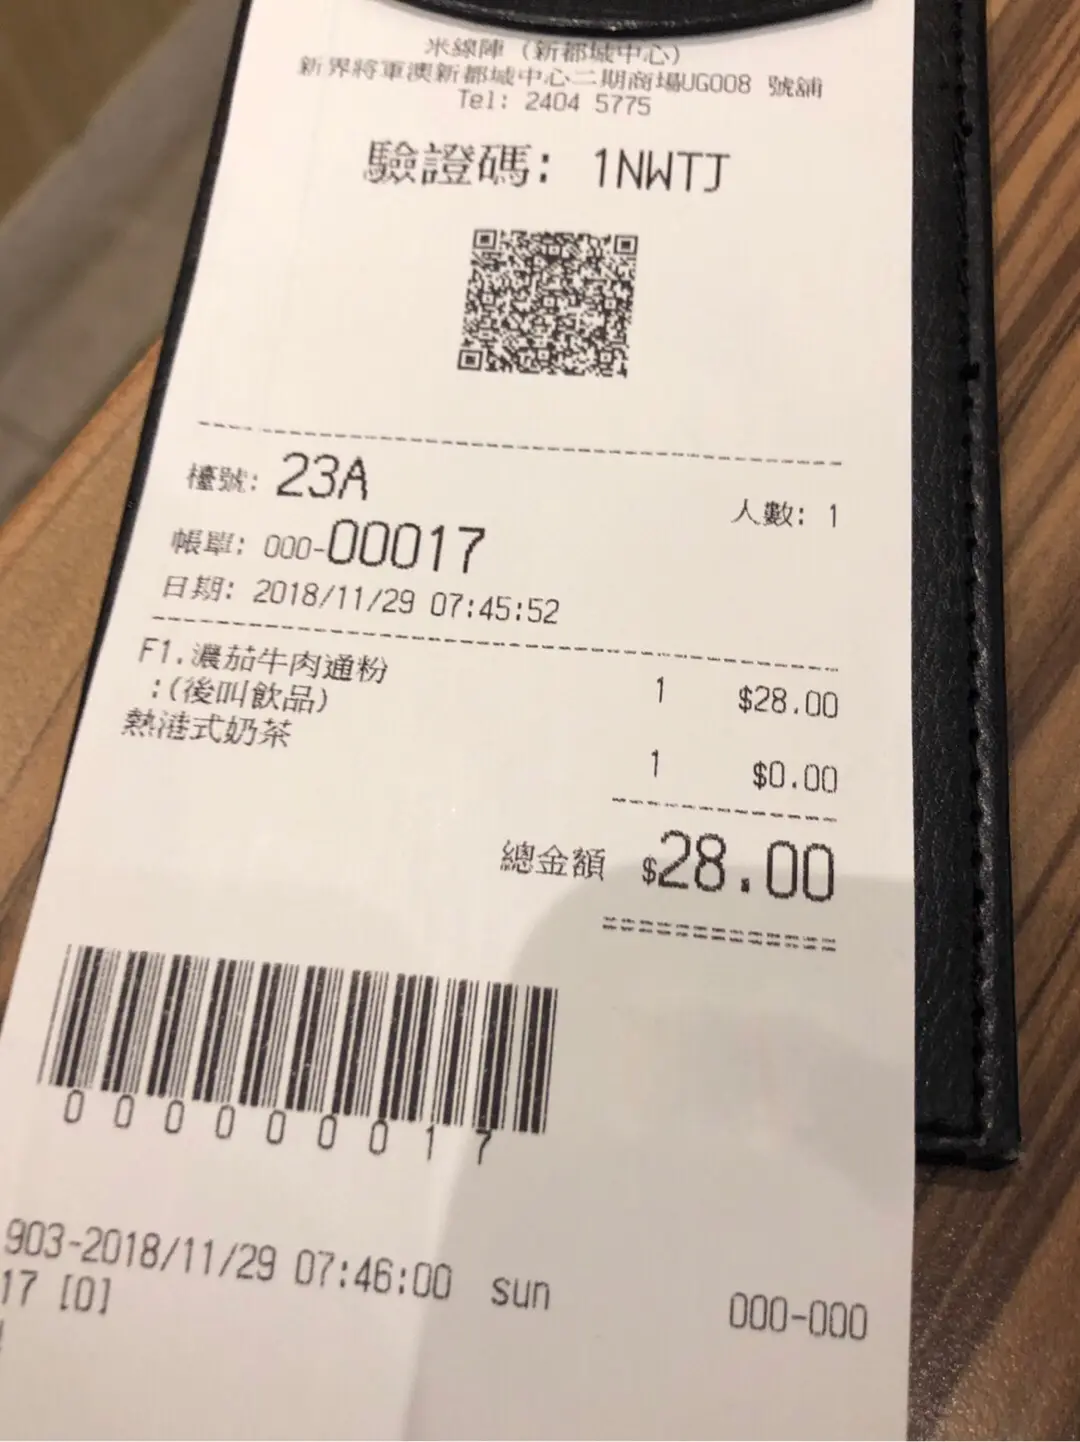 米線陣 (新都城中心)
新界將軍澳新都城中心二期商場UG008 號舖
Tel: 2404 5775
驗證碼: 1NWTJ
檯號: 23A 人數: 1
帳單: 000-00017
日期: 2018/11/29 07:45:52
F1.濃茄牛肉通粉 1 $28.00
:(後叫飲品)
熱港式奶茶 1 $0.00
總金額 $28.00
000000017
903-2018/11/29 07:46:00 sun 000-000
17 [0]